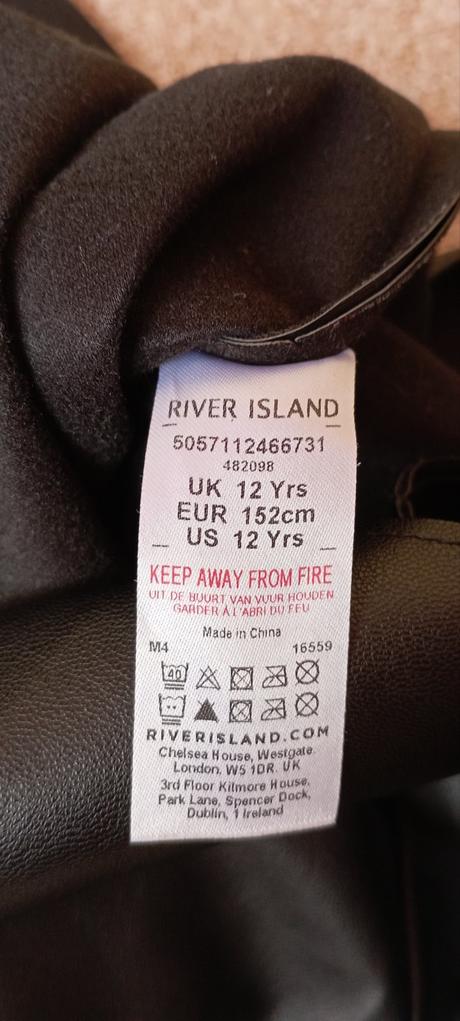 RIVER ISLAND
5057112466731
482098
UK 12 Yrs
EUR 152cm
US 12 Yrs
KEEP AWAY FROM FIRE
UIT DE BUURT VAN VUUR HOUDEN
GARDER À L'ABRI DU FEU
Made in China
M4 16559
40
RIVERISLAND.COM
Chelsea House, Westgate.
London. W5 1DR. UK
3rd Floor Kilmore House,
Park Lane, Spencer Dock,
Dublin, 1 Ireland